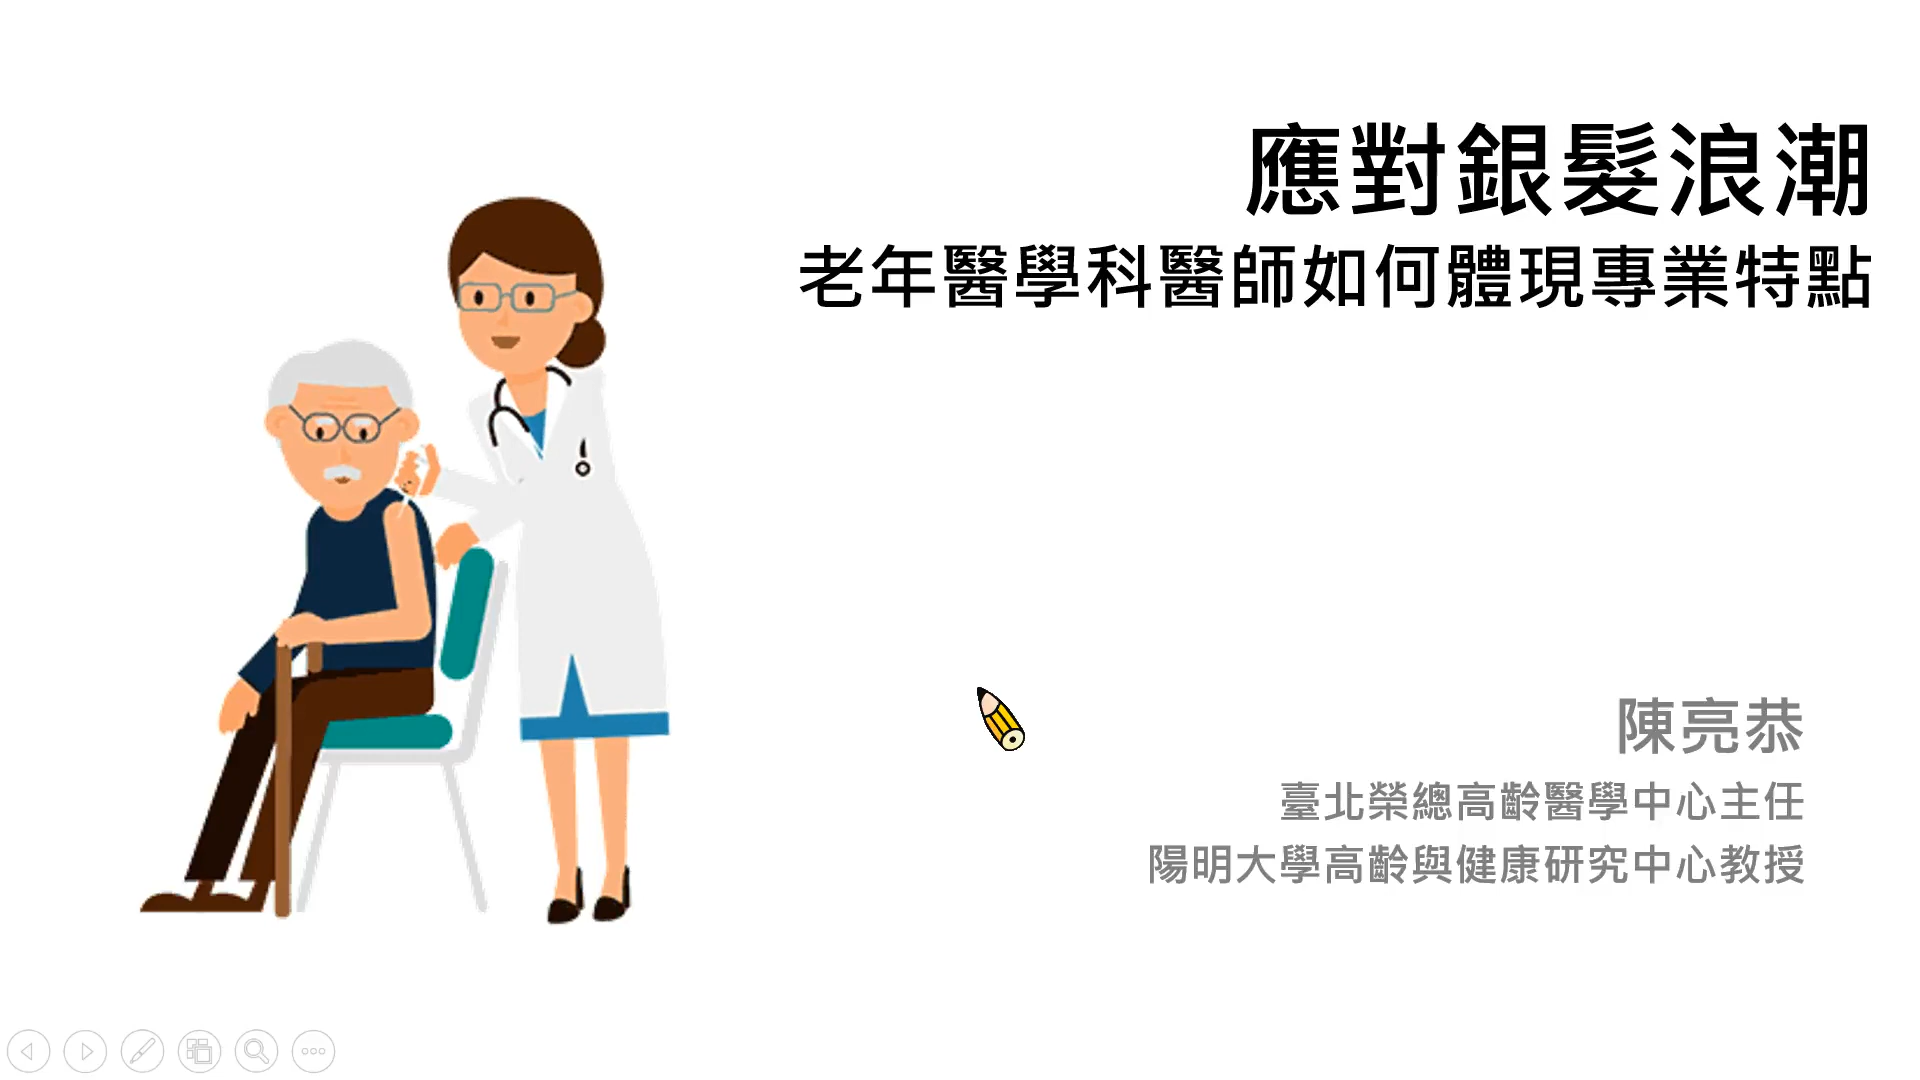 應對銀髮浪潮
老年醫學科醫師如何體現專業特點
陳亮恭
臺北榮總高齡醫學中心主任
陽明大學高齡與健康研究中心教授